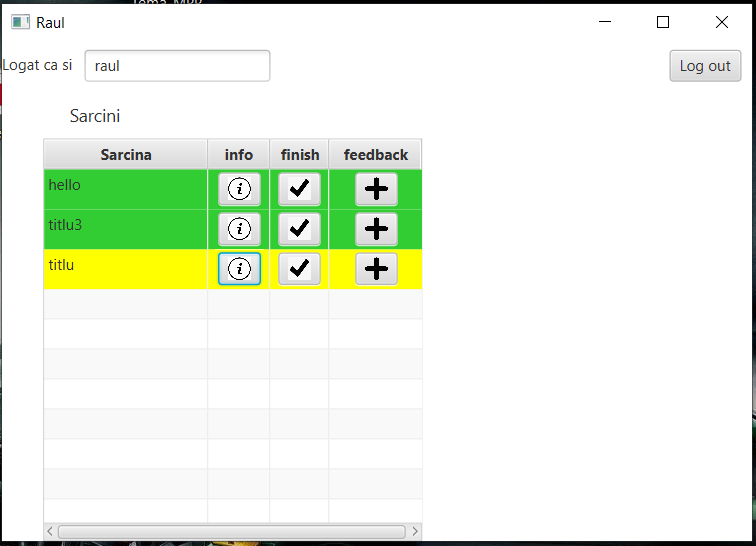 Raul
Logat ca si raul Log out
Sarcini
Sarcina info finish feedback
hello
titlu3
titlu